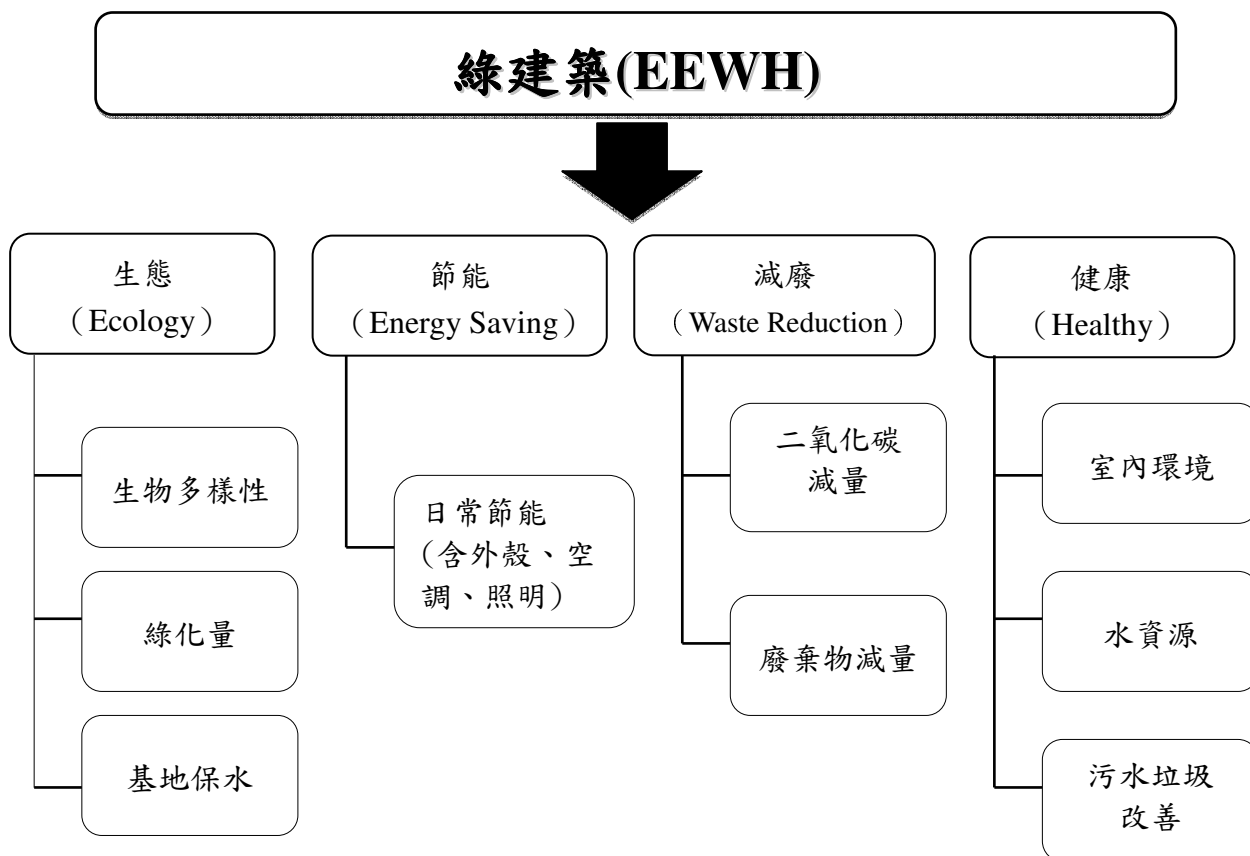 綠建築(EEWH)
生態
（Ecology）
生物多樣性
綠化量
基地保水
節能
（Energy Saving）
日常節能
(含外殼、空
調、照明)
減廢
（Waste Reduction）
二氧化碳
減量
廢棄物減量
健康
（Healthy）
室內環境
水資源
污水垃圾
改善